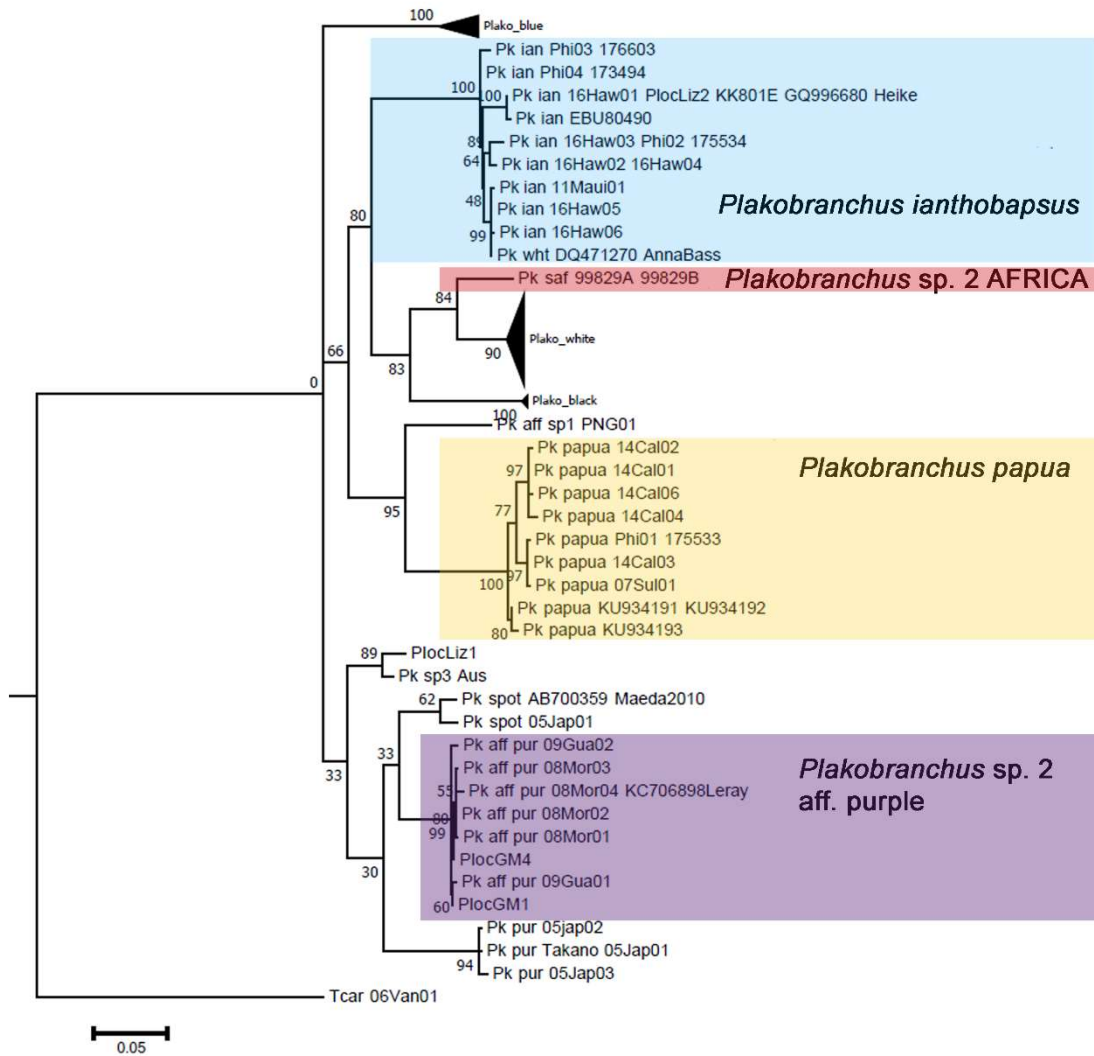 100
Plako_blue
Pk ian Phi03 176603
Pk ian Phi04 173494
100
100
Pk ian 16Haw01 PlocLiz2 KK801E GQ996680 Heike
Pk ian EBU80490
89
Pk ian 16Haw03 Phi02 175534
64
Pk ian 16Haw02 16Haw04
Pk ian 11Maui01
48
Pk ian 16Haw05
Plakobranchus ianthobapsus
80
Pk ian 16Haw06
99
Pk wht DQ471270 AnnaBass
Pk saf 99829A 99829B
Plakobranchus sp. 2 AFRICA
84
Plako_white
66
90
83
0
Plako_black
100
Pk aff sp1 PNG01
Pk papua 14Cal02
97
Pk papua 14Cal01
Plakobranchus papua
Pk papua 14Cal06
95
77
Pk papua 14Cal04
Pk papua Phi01 175533
Pk papua 14Cal03
100
97
Pk papua 07Sul01
Pk papua KU934191 KU934192
80
Pk papua KU934193
89
PlocLiz1
Pk sp3 Aus
62
Pk spot AB700359 Maeda2010
Pk spot 05Jap01
33
Pk aff pur 09Gua02
33
Pk aff pur 08Mor03
Plakobranchus sp. 2
aff. purple
55
Pk aff pur 08Mor04 KC706898Leray
80
Pk aff pur 08Mor02
99
Pk aff pur 08Mor01
PlocGM4
30
Pk aff pur 09Gua01
60
PlocGM1
Pk pur 05jap02
Pk pur Takano 05Jap01
94
Pk pur 05Jap03
Tcar 06Van01
0.05